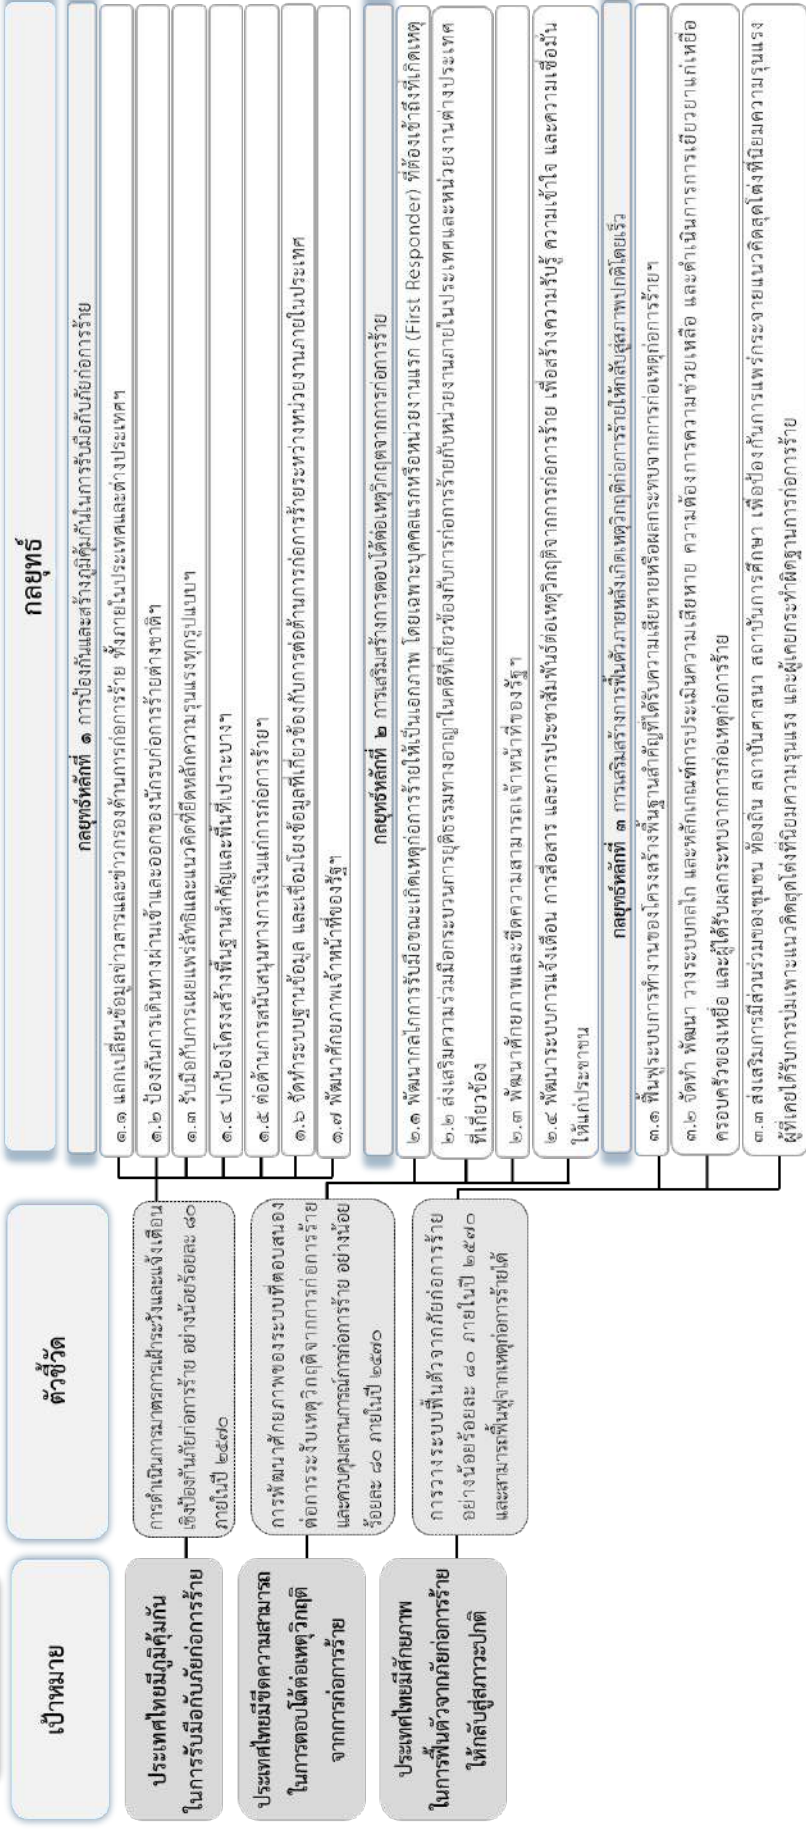 เป้าหมาย
ตัวชี้วัด
กลยุทธ์
ประเทศไทยมีภูมิคุ้มกัน
ในการรับมือกับภัยก่อการร้าย
การดำเนินการมาตรการเฝ้าระวังและแจ้งเตือน
เชิงป้องกันภัยก่อการร้าย อย่างน้อยร้อยละ ๘๐
ภายในปี ๒๕๗๐
กลยุทธ์หลักที่ ๑ การป้องกันและสร้างภูมิคุ้มกันในการรับมือกับภัยก่อการร้าย
๑.๑ แลกเปลี่ยนข้อมูลข่าวสารและข่าวกรองด้านการก่อการร้าย ทั้งภายในประเทศและต่างประเทศฯ
๑.๒ ป้องกันการเดินทางผ่านเข้าและออกของนักรบก่อการร้ายต่างชาติฯ
๑.๓ รับมือกับการเผยแพร่ลัทธิและแนวคิดที่ยึดหลักความรุนแรงทุกรูปแบบฯ
๑.๔ ปกป้องโครงสร้างพื้นฐานสำคัญและพื้นที่เปราะบางฯ
๑.๕ ต่อต้านการสนับสนุนทางการเงินแก่การก่อการร้ายฯ
๑.๖ จัดทำระบบฐานข้อมูล และเชื่อมโยงข้อมูลที่เกี่ยวข้องกับการต่อต้านการก่อการร้ายระหว่างหน่วยงานภายในประเทศ
๑.๗ พัฒนาศักยภาพเจ้าหน้าที่ของรัฐฯ
ประเทศไทยมีขีดความสามารถ
ในการตอบโต้ต่อเหตุวิกฤติ
จากการก่อการร้าย
การพัฒนาศักยภาพของระบบที่ตอบสนอง
ต่อการระงับเหตุวิกฤติจากการก่อการร้าย
และควบคุมสถานการณ์การก่อการร้าย อย่างน้อย
ร้อยละ ๘๐ ภายในปี ๒๕๗๐
กลยุทธ์หลักที่ ๒ การเสริมสร้างการตอบโต้ต่อเหตุวิกฤตจากการก่อการร้าย
๒.๑ พัฒนากลไกการรับมือขณะเกิดเหตุก่อการร้ายให้เป็นเอกภาพ โดยเฉพาะบุคคลแรกหรือหน่วยงานแรก (First Responder) ที่ต้องเข้าถึงที่เกิดเหตุ
๒.๒ ส่งเสริมความร่วมมือกระบวนการยุติธรรมทางอาญาในคดีที่เกี่ยวข้องกับการก่อการร้ายกับหน่วยงานภายในประเทศและหน่วยงานต่างประเทศ
ที่เกี่ยวข้อง
๒.๓ พัฒนาศักยภาพและขีดความสามารถเจ้าหน้าที่ของรัฐฯ
๒.๔ พัฒนาระบบการแจ้งเตือน การสื่อสาร และการประชาสัมพันธ์ต่อเหตุวิกฤติจากการก่อการร้าย เพื่อสร้างความรับรู้ ความเข้าใจ และความเชื่อมั่น
ให้แก่ประชาชน
ประเทศไทยมีศักยภาพ
ในการฟื้นตัวจากภัยก่อการร้าย
ให้กลับสู่สภาวะปกติ
การวางระบบฟื้นตัวจากภัยก่อการร้าย
อย่างน้อยร้อยละ ๘๐ ภายในปี ๒๕๗๐
และสามารถฟื้นฟูจากเหตุก่อการร้ายได้
กลยุทธ์หลักที่ ๓ การเสริมสร้างการฟื้นตัวภายหลังเกิดเหตุวิกฤติก่อการร้ายให้กลับสู่สภาพปกติโดยเร็ว
๓.๑ ฟื้นฟูระบบการทำงานของโครงสร้างพื้นฐานสำคัญที่ได้รับความเสียหายหรือผลกระทบจากการก่อเหตุก่อการร้ายฯ
๓.๒ จัดทำ พัฒนา วางระบบกลไก และหลักเกณฑ์การประเมินความเสียหาย ความต้องการความช่วยเหลือ และดำเนินการการเยียวยาแก่เหยื่อ
ครอบครัวของเหยื่อ และผู้ได้รับผลกระทบจากการก่อเหตุก่อการร้าย
๓.๓ ส่งเสริมการมีส่วนร่วมของชุมชน ท้องถิ่น สถาบันศาสนา สถาบันการศึกษา เพื่อป้องกันการแพร่กระจายแนวคิดสุดโต่งที่นิยมความรุนแรง
ผู้ที่เคยได้รับการบ่มเพาะแนวคิดสุดโต่งที่นิยมความรุนแรง และผู้เคยกระทำผิดฐานการก่อการร้าย